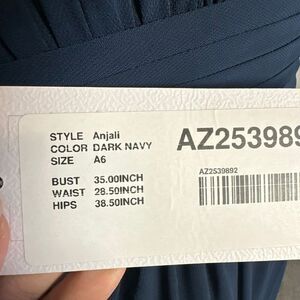 STYLE Anjali
COLOR DARK NAVY
SIZE A6
BUST 35.00INCH
WAIST 28.50INCH
HIPS 38.50INCH
AZ253989
AZ2539892